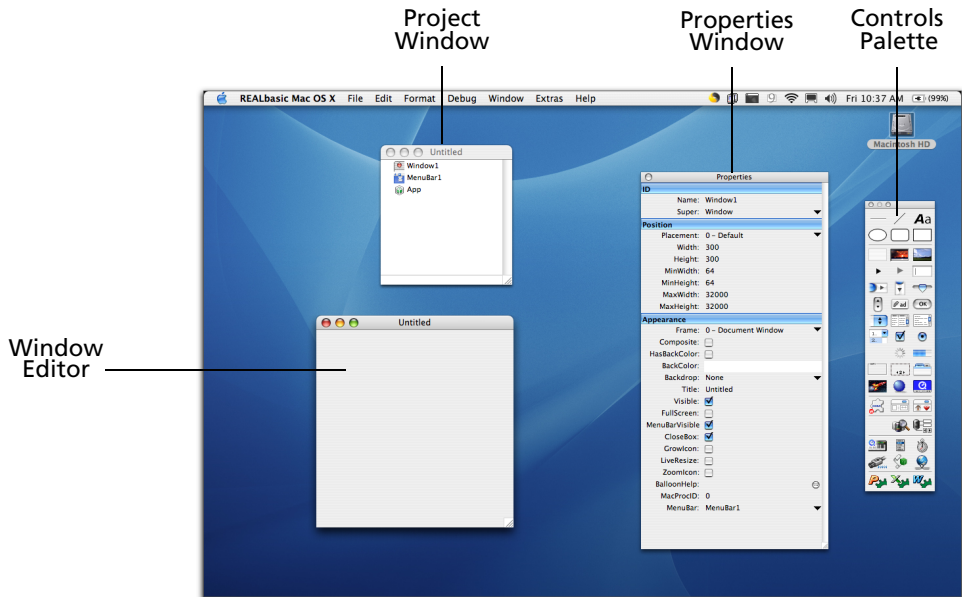 Project
Window
Properties
Window
Controls
Palette
REALbasic Mac OS X File Edit Format Debug Window Extras Help
Fri 10:37 AM (99%)
Macintosh HD
Untitled
Window1
MenuBar1
App
Properties
ID
Name: Window1
Super: Window
Position
Placement: 0 – Default
Width: 300
Height: 300
MinWidth: 64
MinHeight: 64
MaxWidth: 32000
MaxHeight: 32000
Appearance
Frame: 0 – Document Window
Composite:
HasBackColor:
BackColor:
Backdrop: None
Title: Untitled
Visible:
FullScreen:
MenuBarVisible
CloseBox:
GrowIcon:
LiveResize:
ZoomIcon:
BalloonHelp:
MacProcID: 0
MenuBar: MenuBar1
Aa
ad
OK
Untitled
Window
Editor